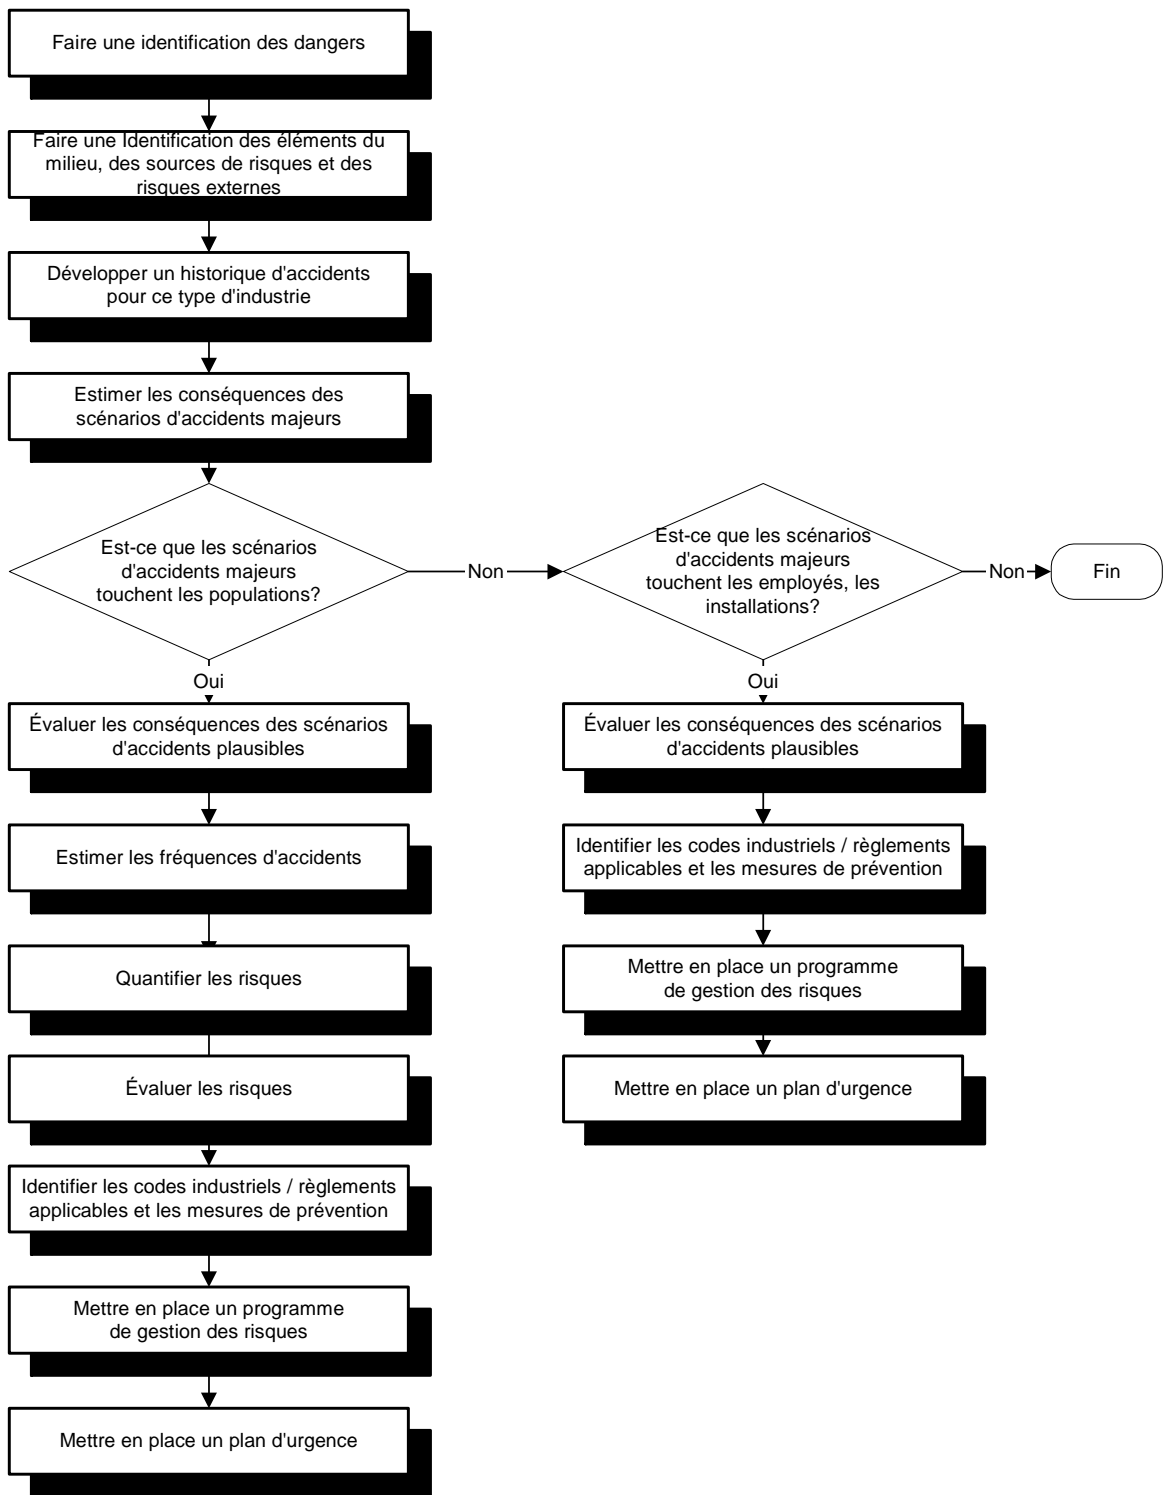 Faire une identification des dangers
Faire une Identification des éléments du
milieu, des sources de risques et des
risques externes
Développer un historique d'accidents
pour ce type d'industrie
Estimer les conséquences des
scénarios d'accidents majeurs
Est-ce que les scénarios
d'accidents majeurs
touchent les populations?
Non
Est-ce que les scénarios
d'accidents majeurs
touchent les employés, les
installations?
Non
Fin
Oui
Évaluer les conséquences des scénarios
d'accidents plausibles
Estimer les fréquences d'accidents
Quantifier les risques
Évaluer les risques
Identifier les codes industriels / règlements
applicables et les mesures de prévention
Mettre en place un programme
de gestion des risques
Mettre en place un plan d'urgence
Oui
Évaluer les conséquences des scénarios
d'accidents plausibles
Identifier les codes industriels / règlements
applicables et les mesures de prévention
Mettre en place un programme
de gestion des risques
Mettre en place un plan d'urgence